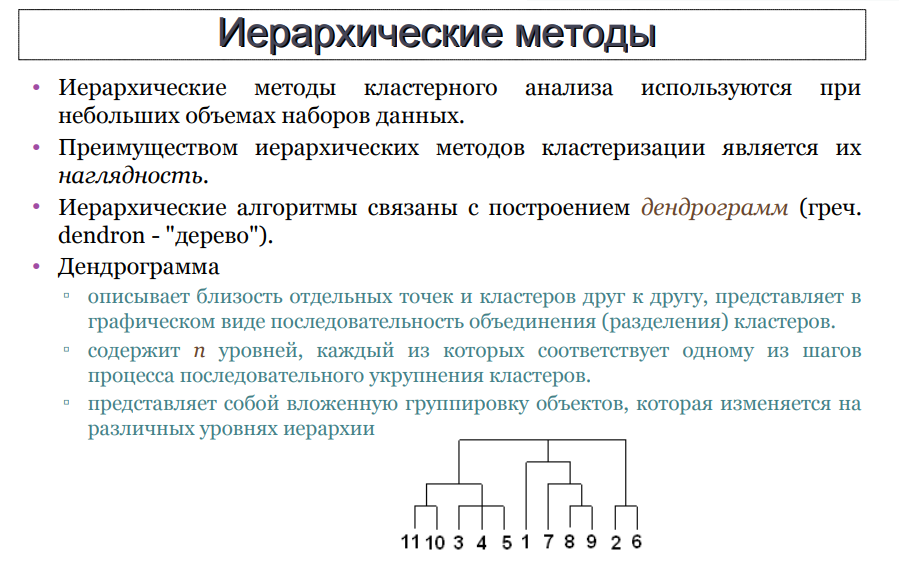 Иерархические методы
• Иерархические методы кластерного анализа используются при
небольших объемах наборов данных.
• Преимуществом иерархических методов кластеризации является их
наглядность.
• Иерархические алгоритмы связаны с построением дендрограмм (греч.
dendron - "дерево").
• Дендрограмма
▫ описывает близость отдельных точек и кластеров друг к другу, представляет в
графическом виде последовательность объединения (разделения) кластеров.
▫ содержит n уровней, каждый из которых соответствует одному из шагов
процесса последовательного укрупнения кластеров.
▫ представляет собой вложенную группировку объектов, которая изменяется на
различных уровнях иерархии
11 10 3 4 5 1 7 8 9 2 6